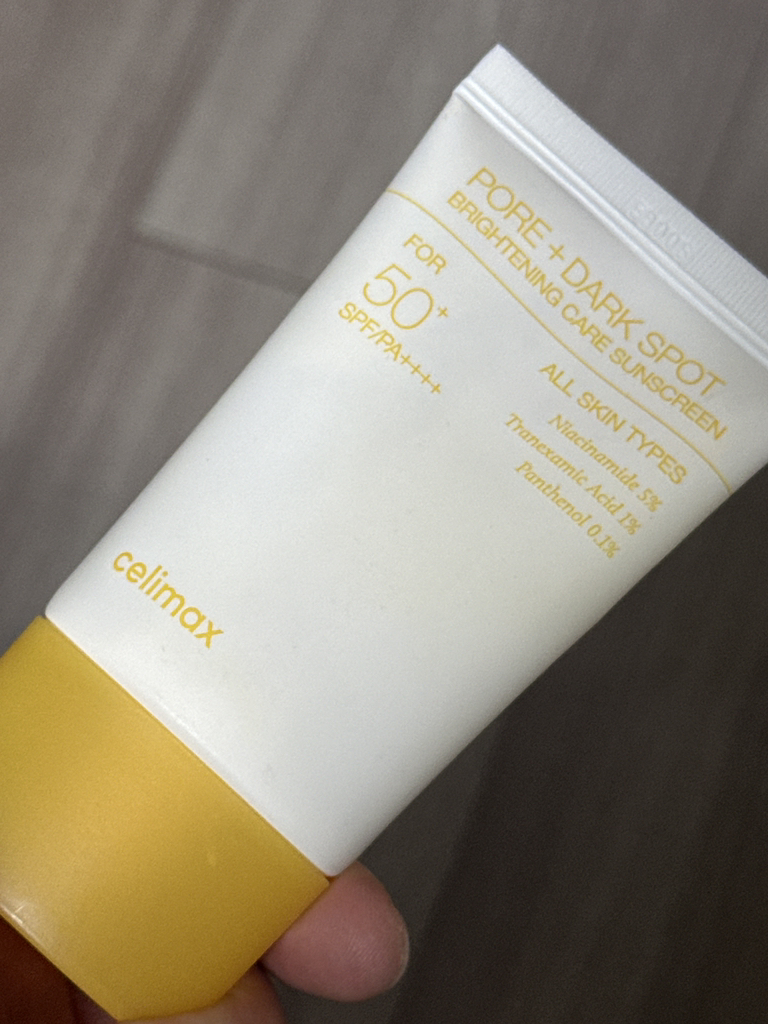 PORE + DARK SPOT
BRIGHTENING CARE SUNSCREEN
FOR
50+
SPF/PA++++
ALL SKIN TYPES
Niacinamide 5%
Tranexamic Acid 1%
Panthenol 0.1%
celimax